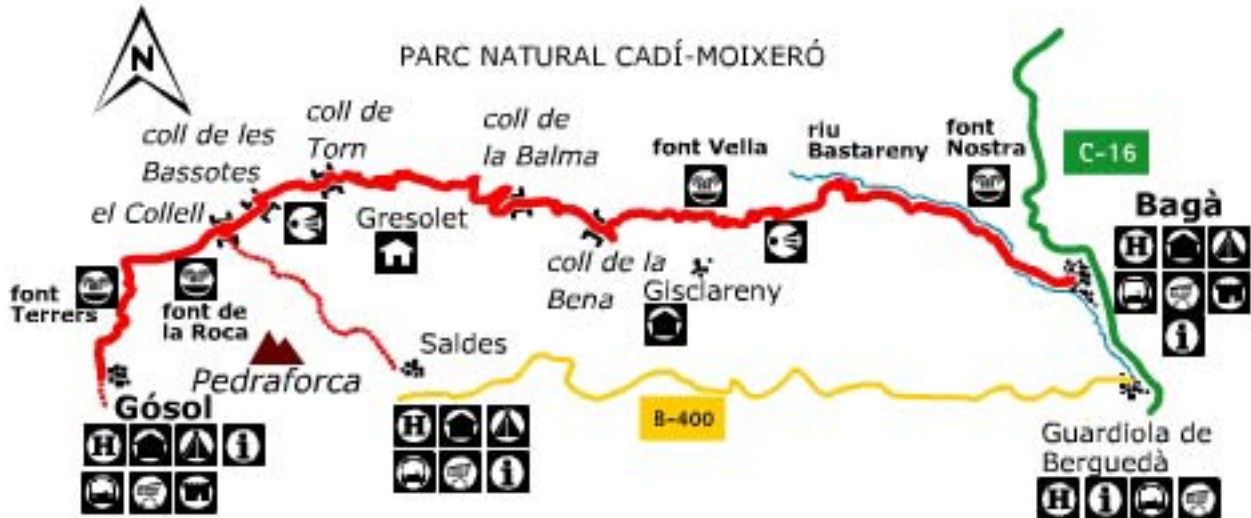 N
PARC NATURAL CADÍ-MOIXERÓ
coll de les
Bassotes
coll de
Torn
coll de
la Balma
font Vella
riu
Bastareny
font
Nostra
C-16
Bagà
H
i
el Collell
Gresolet
coll de la
Bena
Gisclareny
font
Terrers
font de
la Roca
Pedraforca
Saldes
H
i
B-400
Gósol
H
i
Guardiola de
Berguedà
H
i